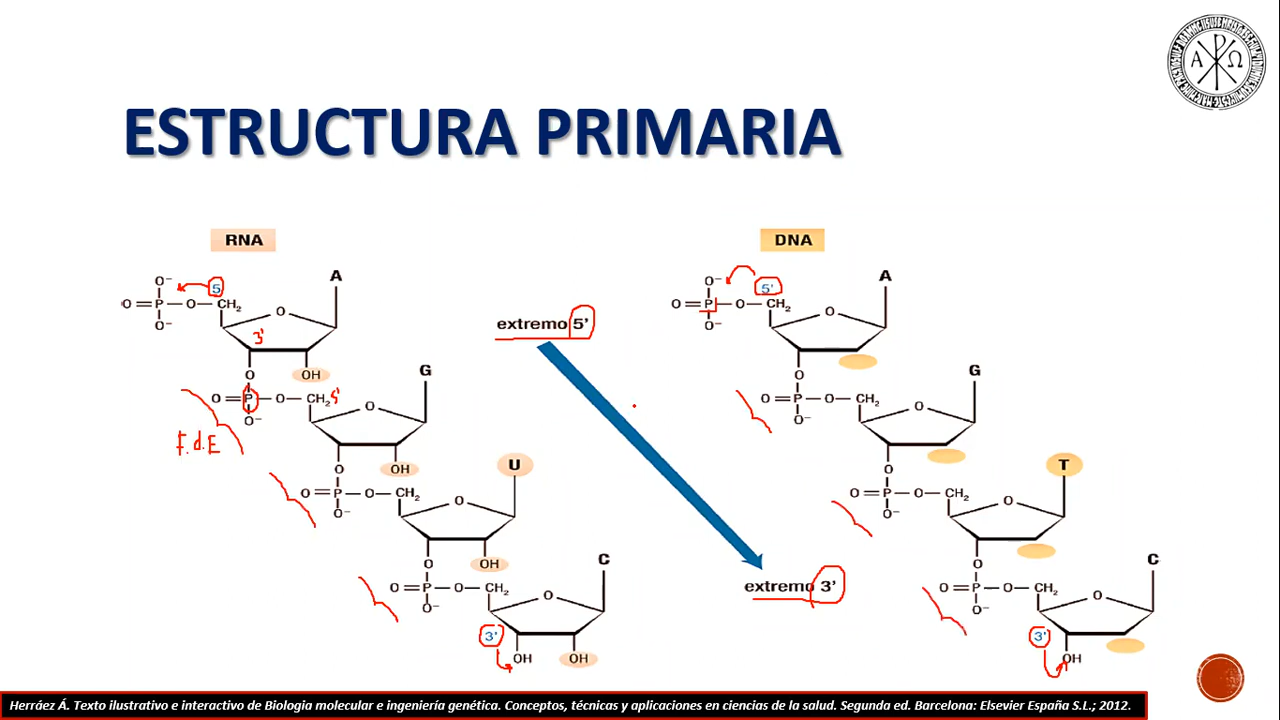 ESTRUCTURA PRIMARIA
Α Ω
RNA
DNA
A
A
O⁻
5
O=P—O—CH₂
O
O⁻
3'
O⁻
5'
O=P—O—CH₂
O
O⁻
extremo 5'
O
OH
O
G
G
O=P—O—CH₂
5'
O
O⁻
F.d.E
O=P—O—CH₂
O
O⁻
O
OH
O
U
T
O=P—O—CH₂
O
O⁻
O=P—O—CH₂
O
O⁻
O
OH
O
C
C
O=P—O—CH₂
O
O⁻
extremo 3'
O=P—O—CH₂
O
O⁻
3'
OH
OH
3'
OH
Herráez Á. Texto ilustrativo e interactivo de Biologia molecular e ingeniería genética. Conceptos, técnicas y aplicaciones en ciencias de la salud. Segunda ed. Barcelona: Elsevier España S.L.; 2012.